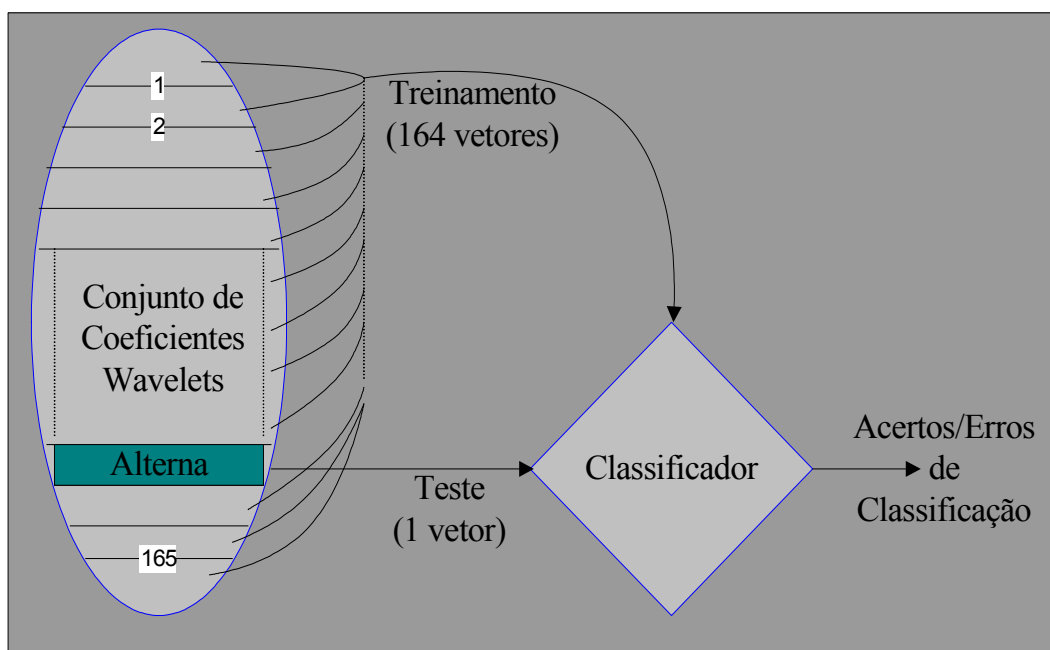 1
2
Treinamento
(164 vetores)
Conjunto de
Coeficientes
Wavelets
Alterna
Teste
(1 vetor)
Classificador
Acertos/Erros
de
Classificação
165